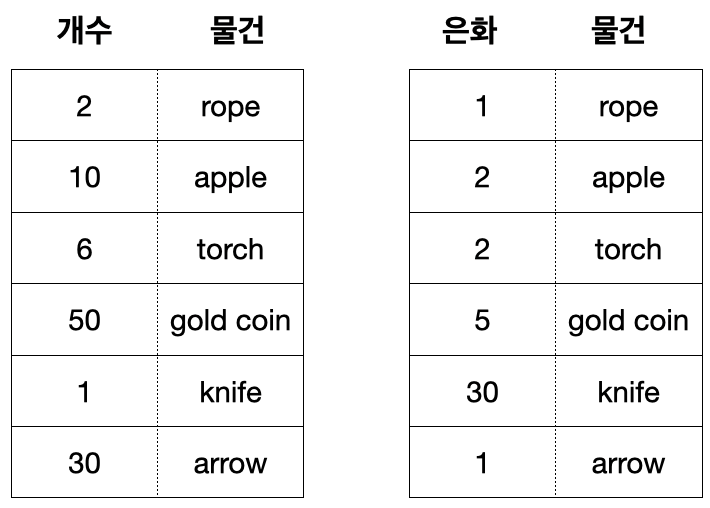 개수 물건 은화 물건
2 rope 1 rope
10 apple 2 apple
6 torch 2 torch
50 gold coin 5 gold coin
1 knife 30 knife
30 arrow 1 arrow